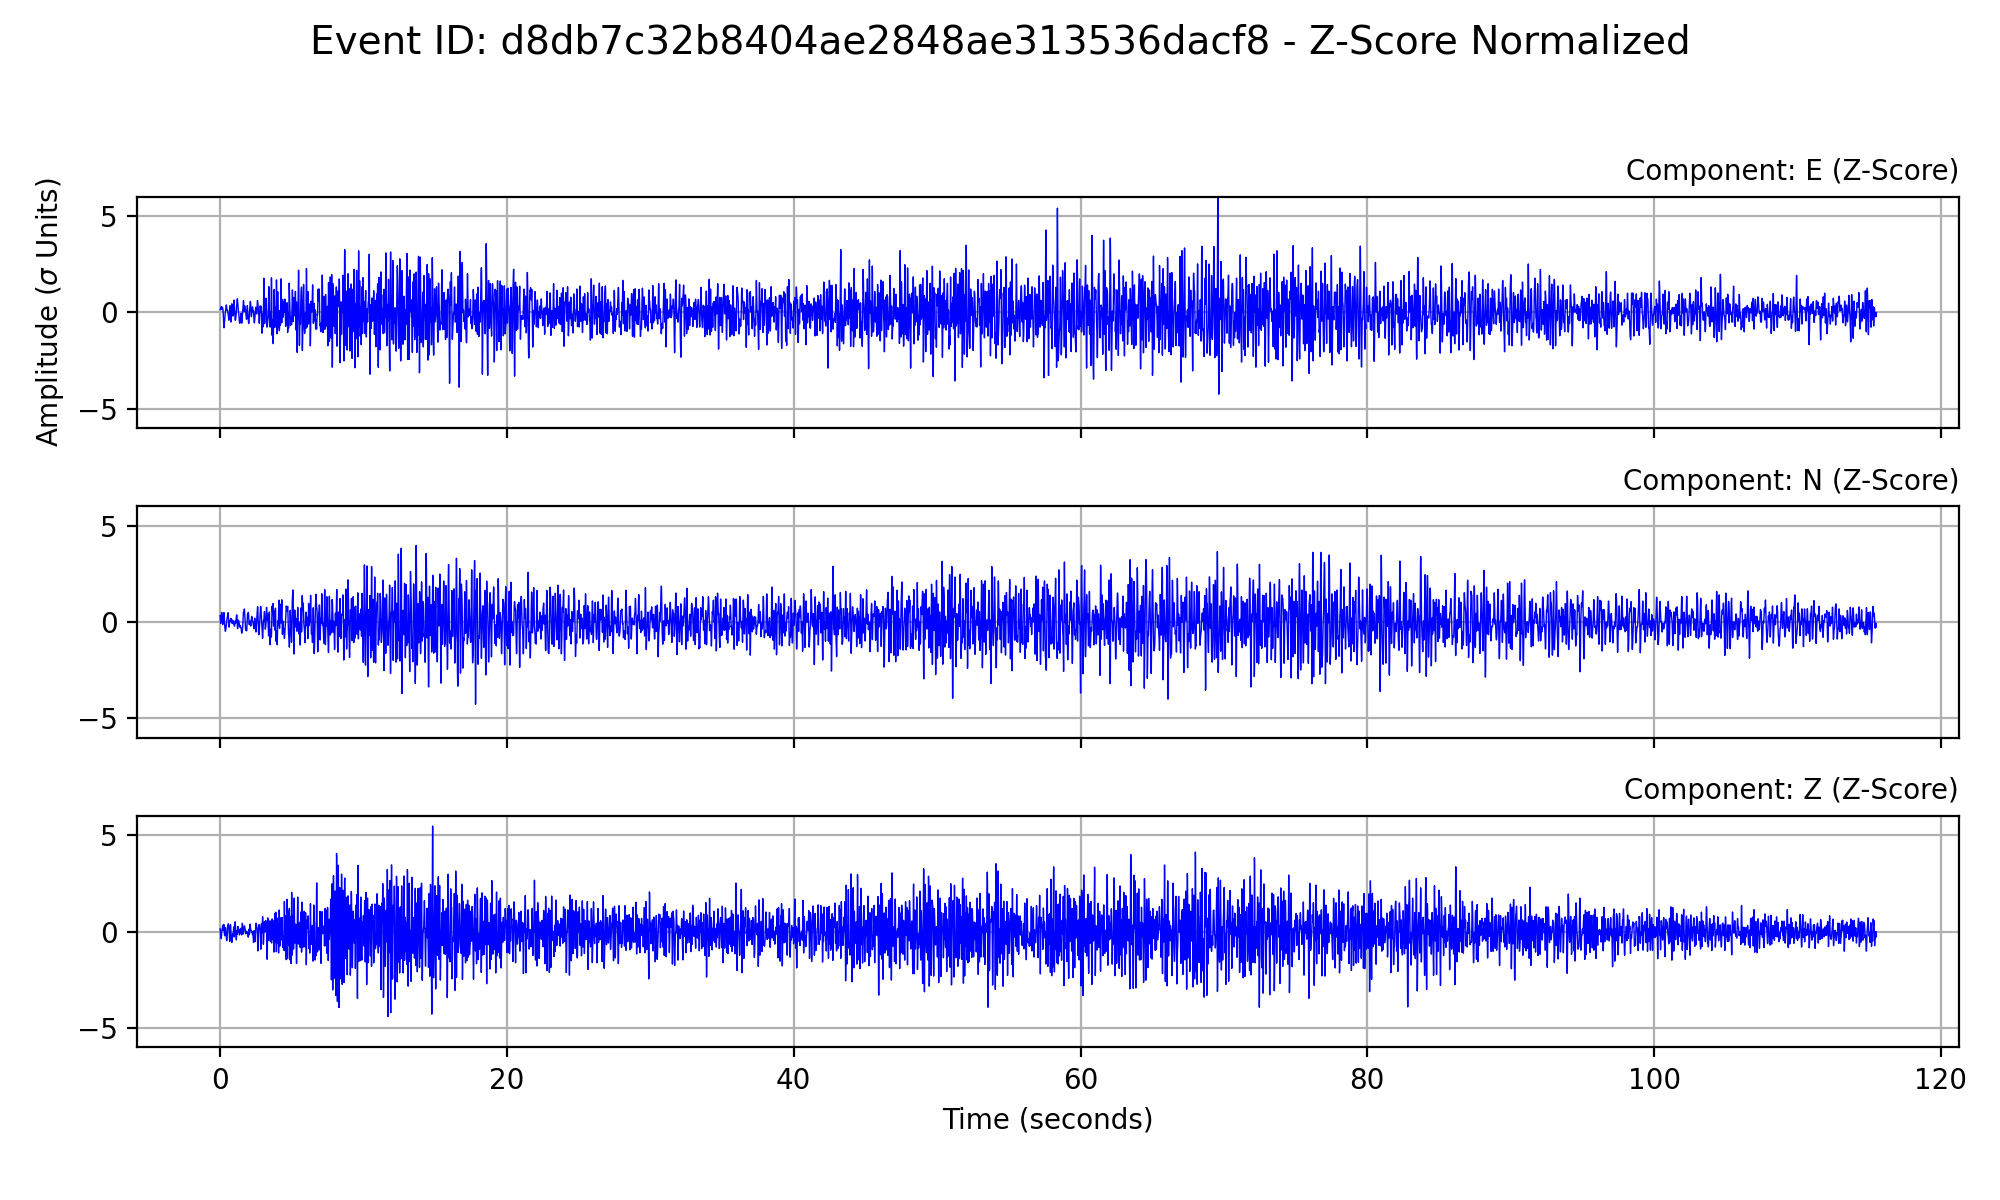 Event ID: d8db7c32b8404ae2848ae313536dacf8 - Z-Score Normalized
Component: E (Z-Score)
Amplitude (σ Units)
5
0
−5
Component: N (Z-Score)
5
0
−5
Component: Z (Z-Score)
5
0
−5
0 20 40 60 80 100 120
Time (seconds)